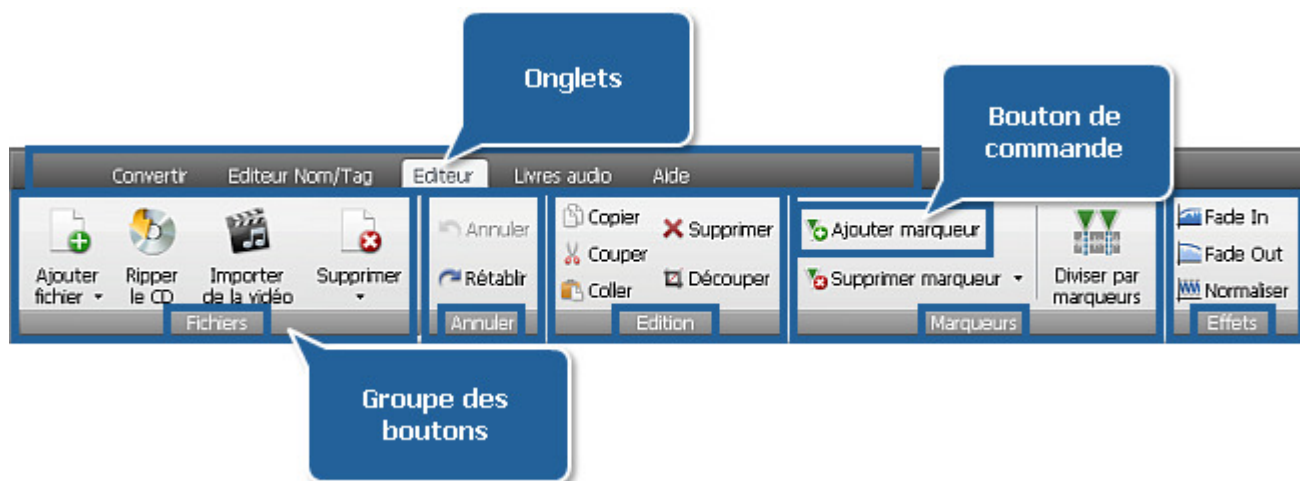 Onglets
Bouton de
commande
Convertir Editeur Nom/Tag Editeur Livres audio Aide
Ajouter
fichier
Ripper
le CD
Importer
de la vidéo
Supprimer
Fichiers
Annuler
Rétablir
Annuler
Copier
Couper
Coller
Supprimer
Découper
Edition
Ajouter marqueur
Supprimer marqueur
Diviser par
marqueurs
Marqueurs
Fade In
Fade Out
Normaliser
Effets
Groupe des
boutons